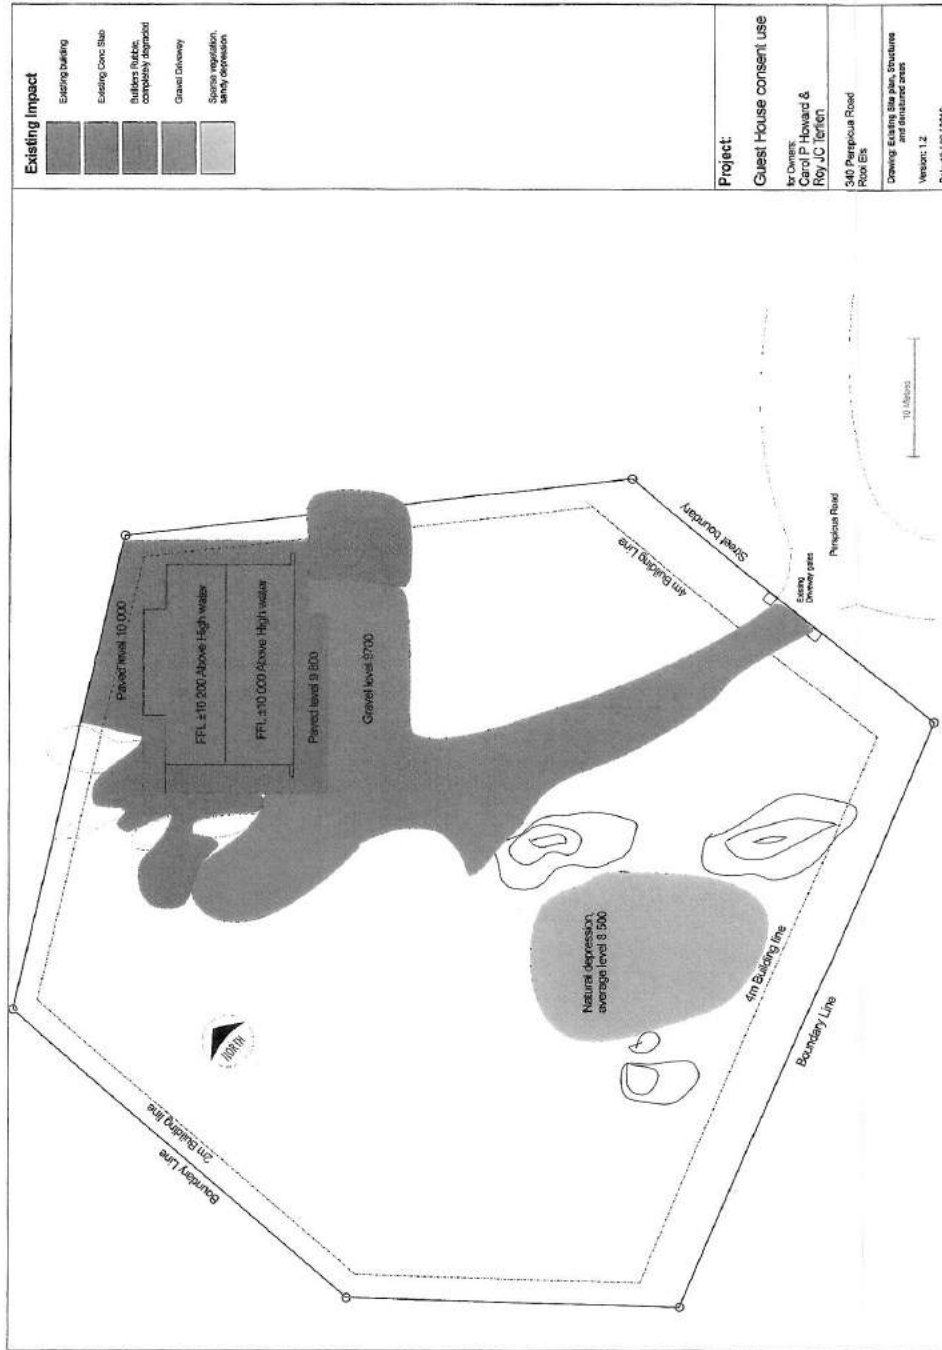 Existing Impact
Existing building
Existing Conc Slab
Builders Rubble,
completely degraded
Gravel Driveway
Sparse vegetation,
sandy depression
Project:
Guest House consent use
for Owners:
Carol P Howard &
Roy JC Terlien
340 Perspicua Road
Rooi Els
Drawing: Existing Site plan, Structures
and denatured areas
Version: 1.2
Paved level 10 000
FFL ±10 200 Above High water
FFL ±10 000 Above High water
Paved level 9 800
Gravel level 9700
Street boundary
4m Building Line
Existing
Driveway gates
Perspicua Road
10 Metres
Natural depression,
average level 8 500
4m Building line
Boundary Line
NORTH
2m Building line
Boundary Line